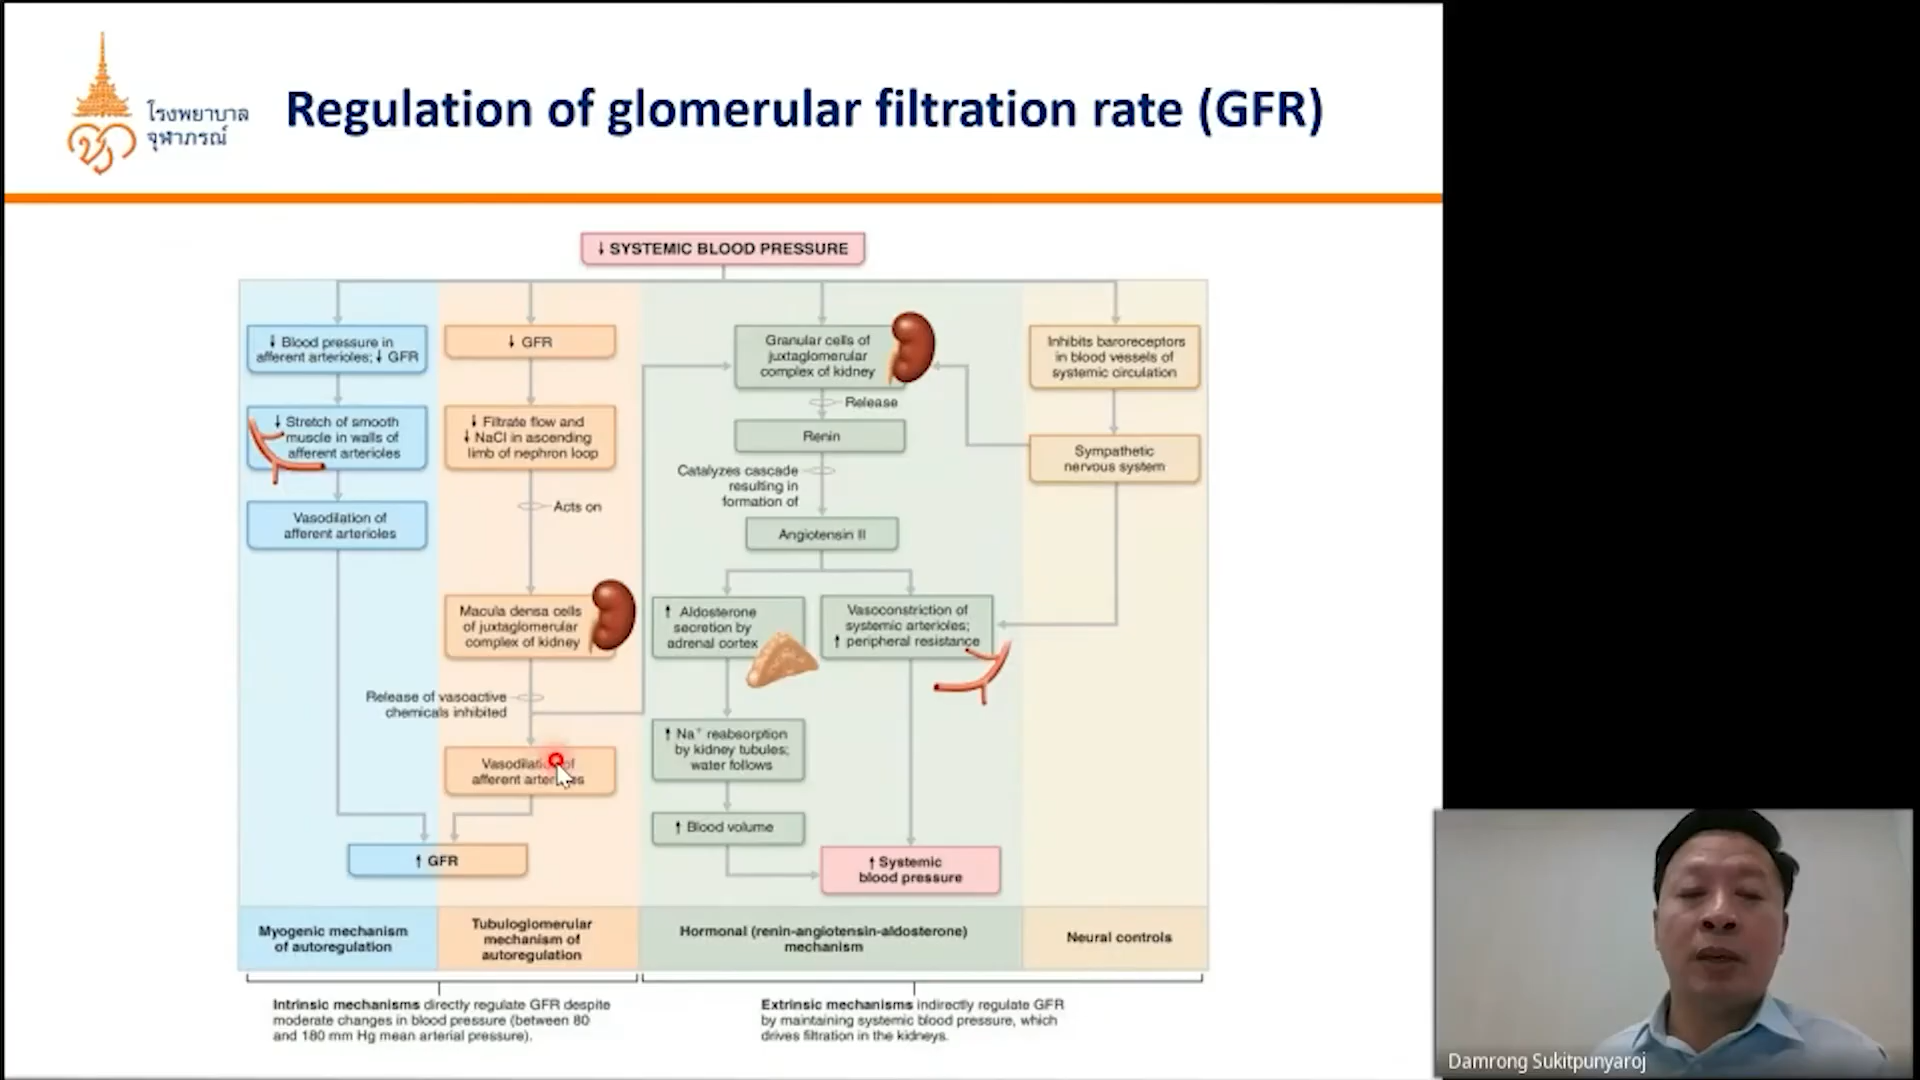 โรงพยาบาล
จุฬาภรณ์
Regulation of glomerular filtration rate (GFR)
↓ SYSTEMIC BLOOD PRESSURE
↓ Blood pressure in
afferent arterioles; ↓ GFR
↓ Stretch of smooth
muscle in walls of
afferent arterioles
Vasodilation of
afferent arterioles
↓ GFR
↓ Filtrate flow and
↓ NaCl in ascending
limb of nephron loop
Acts on
Macula densa cells
of juxtaglomerular
complex of kidney
Release of vasoactive
chemicals inhibited
Vasodilation of
afferent arterioles
↑ GFR
Granular cells of
juxtaglomerular
complex of kidney
Release
Renin
Catalyzes cascade
resulting in
formation of
Angiotensin II
↑ Aldosterone
secretion by
adrenal cortex
Vasoconstriction of
systemic arterioles;
↑ peripheral resistance
↑ Na⁺ reabsorption
by kidney tubules;
water follows
↑ Blood volume
↑ Systemic
blood pressure
Inhibits baroreceptors
in blood vessels of
systemic circulation
Sympathetic
nervous system
Myogenic mechanism
of autoregulation
Tubuloglomerular
mechanism of
autoregulation
Hormonal (renin-angiotensin-aldosterone)
mechanism
Neural controls
Intrinsic mechanisms directly regulate GFR despite
moderate changes in blood pressure (between 80
and 180 mm Hg mean arterial pressure).
Extrinsic mechanisms indirectly regulate GFR
by maintaining systemic blood pressure, which
drives filtration in the kidneys.
Damrong Sukitpunyaroj